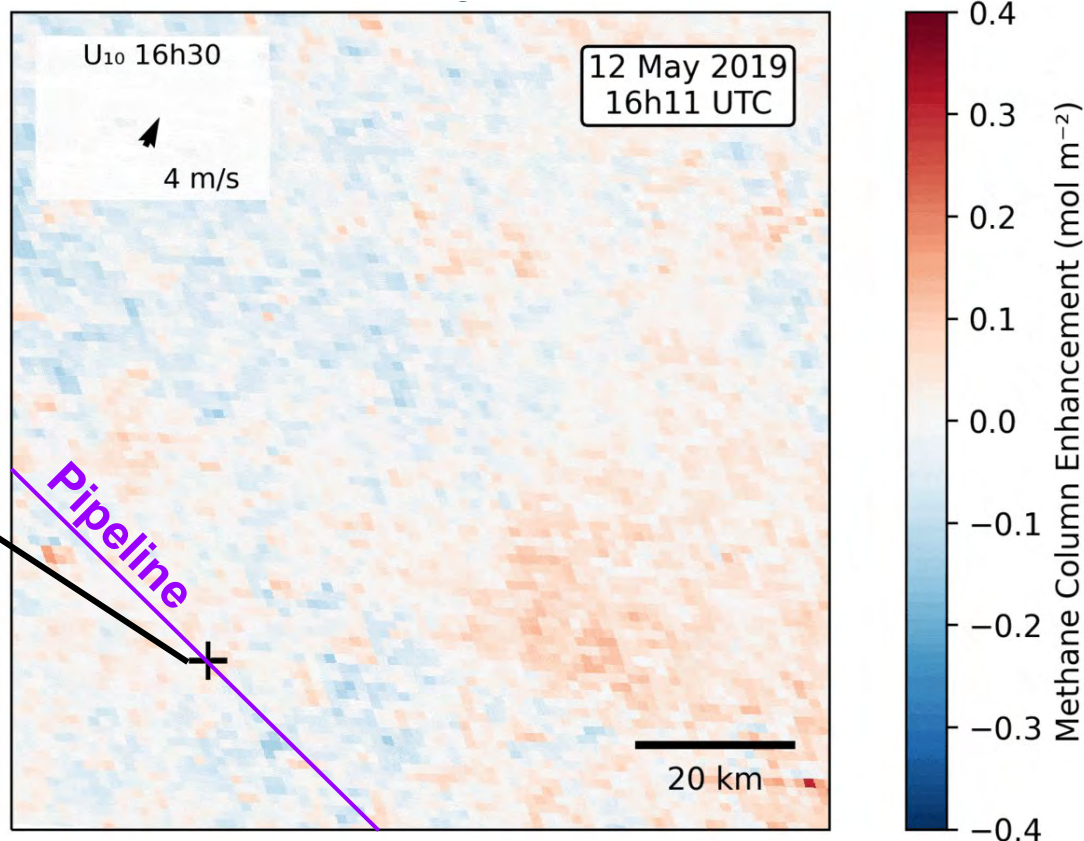 U₁₀ 16h30
4 m/s
12 May 2019
16h11 UTC
Pipeline
20 km
0.4
0.3
0.2
0.1
0.0
−0.1
−0.2
−0.3
−0.4
Methane Column Enhancement (mol m⁻²)